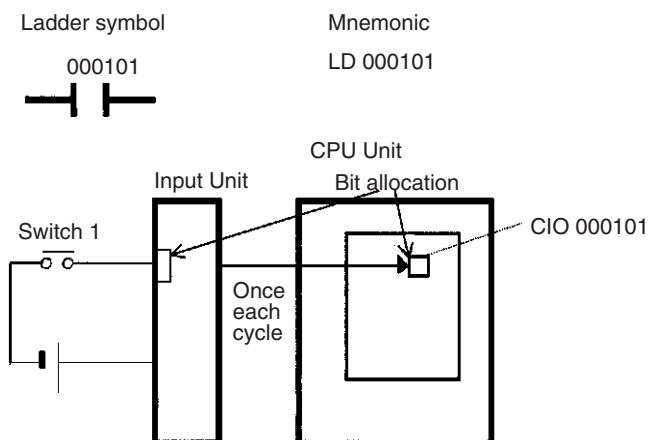 Ladder symbol
Mnemonic
000101
LD 000101
CPU Unit
Input Unit
Bit allocation
Switch 1
CIO 000101
Once
each
cycle